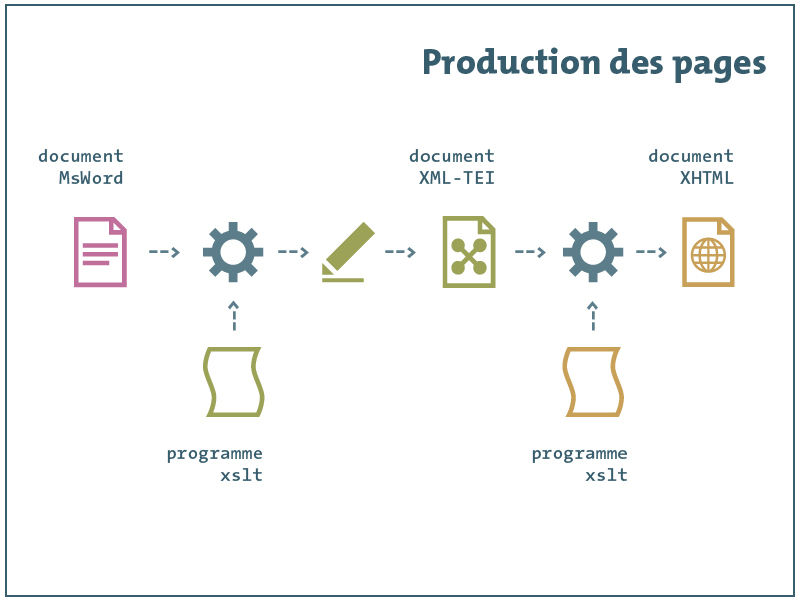 Production des pages
document
MsWord
document
XML-TEI
document
XHTML
programme
xslt
programme
xslt